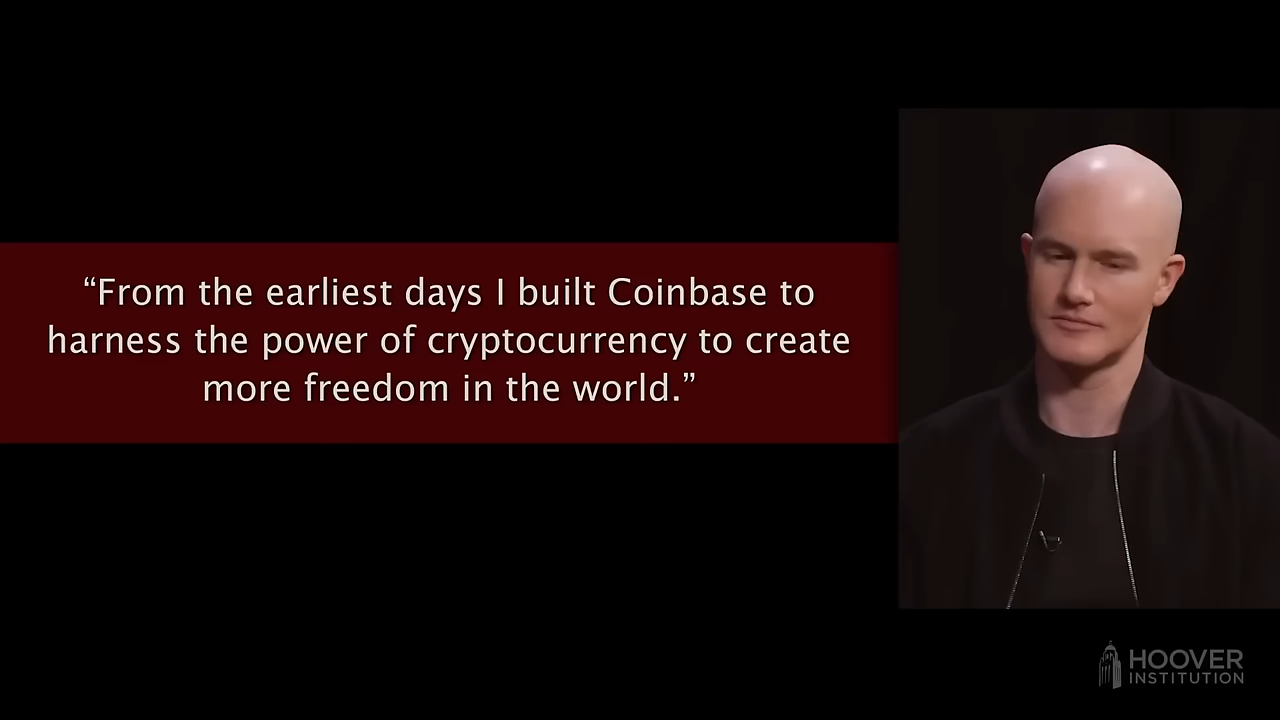 “From the earliest days I built Coinbase to
harness the power of cryptocurrency to create
more freedom in the world.”
HOOVER
INSTITUTION